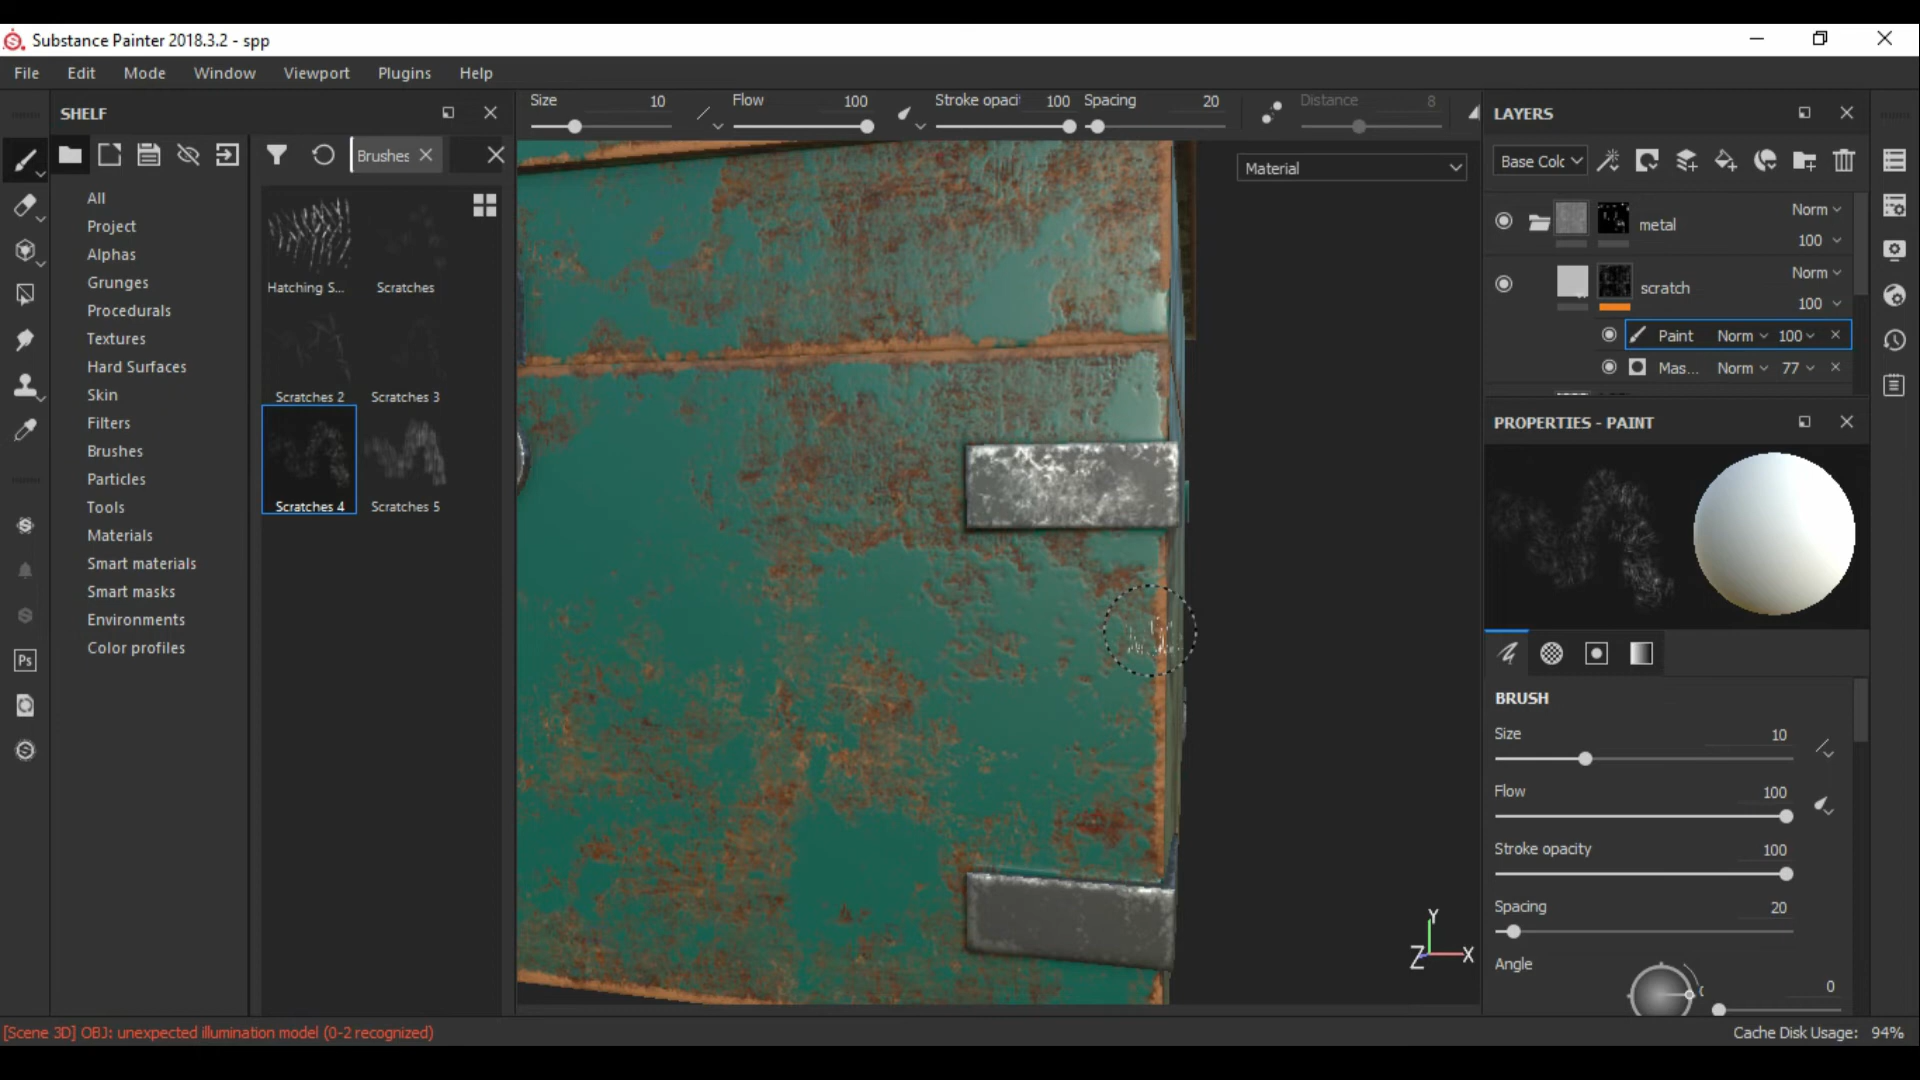 Substance Painter 2018.3.2 - spp
File Edit Mode Window Viewport Plugins Help
SHELF
Brushes
All
Project
Alphas
Grunges
Procedurals
Textures
Hard Surfaces
Skin
Filters
Brushes
Particles
Tools
Materials
Smart materials
Smart masks
Environments
Color profiles
Hatching S...
Scratches
Scratches 2
Scratches 3
Scratches 4
Scratches 5
Size 10 Flow 100 Stroke opaci 100 Spacing 20 Distance 8
Material
Y
Z X
LAYERS
Base Colc
metal Norm 100
scratch Norm 100
Paint Norm 100
Mas... Norm 77
PROPERTIES - PAINT
BRUSH
Size 10
Flow 100
Stroke opacity 100
Spacing 20
Angle 0
Ps
[Scene 3D] OBJ: unexpected illumination model (0-2 recognized)
Cache Disk Usage: 94%